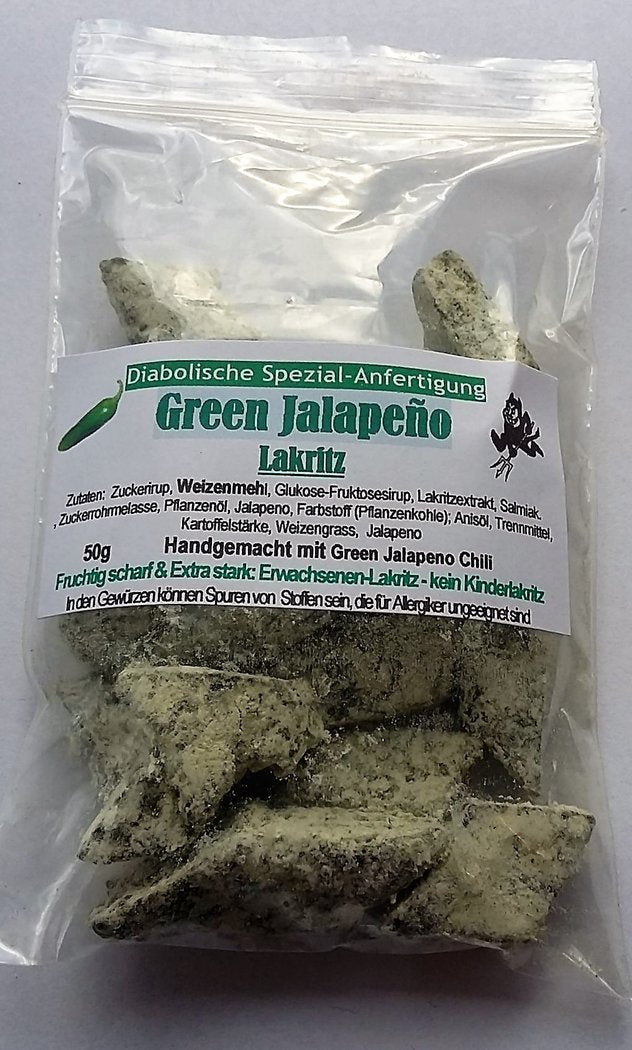 Diabolische Spezial-Anfertigung
Green Jalapeño
Lakritz
Zutaten: Zuckerirup, Weizenmehl, Glukose-Fruktosesirup, Lakritzextrakt, Salmiak.
, Zuckerrohrmelasse, Pflanzenöl, Jalapeno, Farbstoff (Pflanzenkohle); Anisöl, Trennmittel,
Kartoffelstärke, Weizengrass, Jalapeno
50g Handgemacht mit Green Jalapeno Chili
Fruchtig scharf & Extra stark: Erwachsenen-Lakritz - kein Kinderlakritz
In den Gewürzen können Spuren von Stoffen sein, die für Allergiker ungeeignet sind